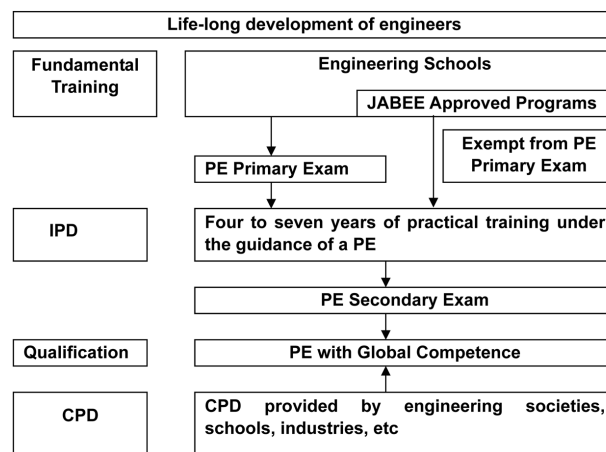 Life-long development of engineers
Fundamental
Training
Engineering Schools
JABEE Approved Programs
Exempt from PE
Primary Exam
PE Primary Exam
IPD
Four to seven years of practical training under
the guidance of a PE
PE Secondary Exam
Qualification
PE with Global Competence
CPD
CPD provided by engineering societies,
schools, industries, etc